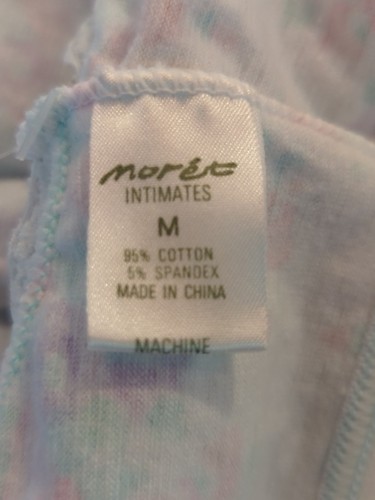 Morét
INTIMATES
M
95% COTTON
5% SPANDEX
MADE IN CHINA
MACHINE